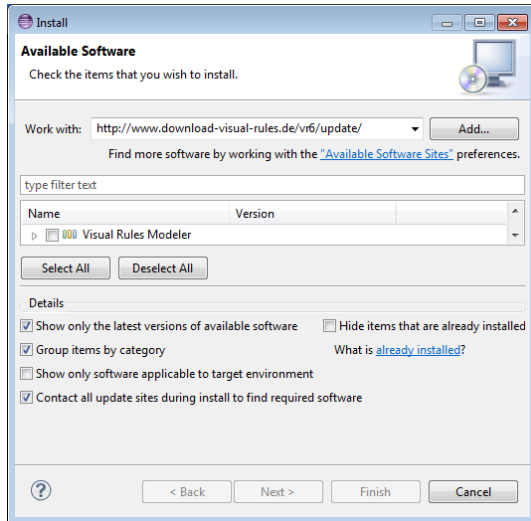 Install
Available Software
Check the items that you wish to install.
Work with: http://www.download-visual-rules.de/vr6/update/ Add...
Find more software by working with the "Available Software Sites" preferences.
type filter text
Name Version
Visual Rules Modeler
Select All Deselect All
Details
Show only the latest versions of available software Hide items that are already installed
Group items by category What is already installed?
Show only software applicable to target environment
Contact all update sites during install to find required software
? < Back Next > Finish Cancel